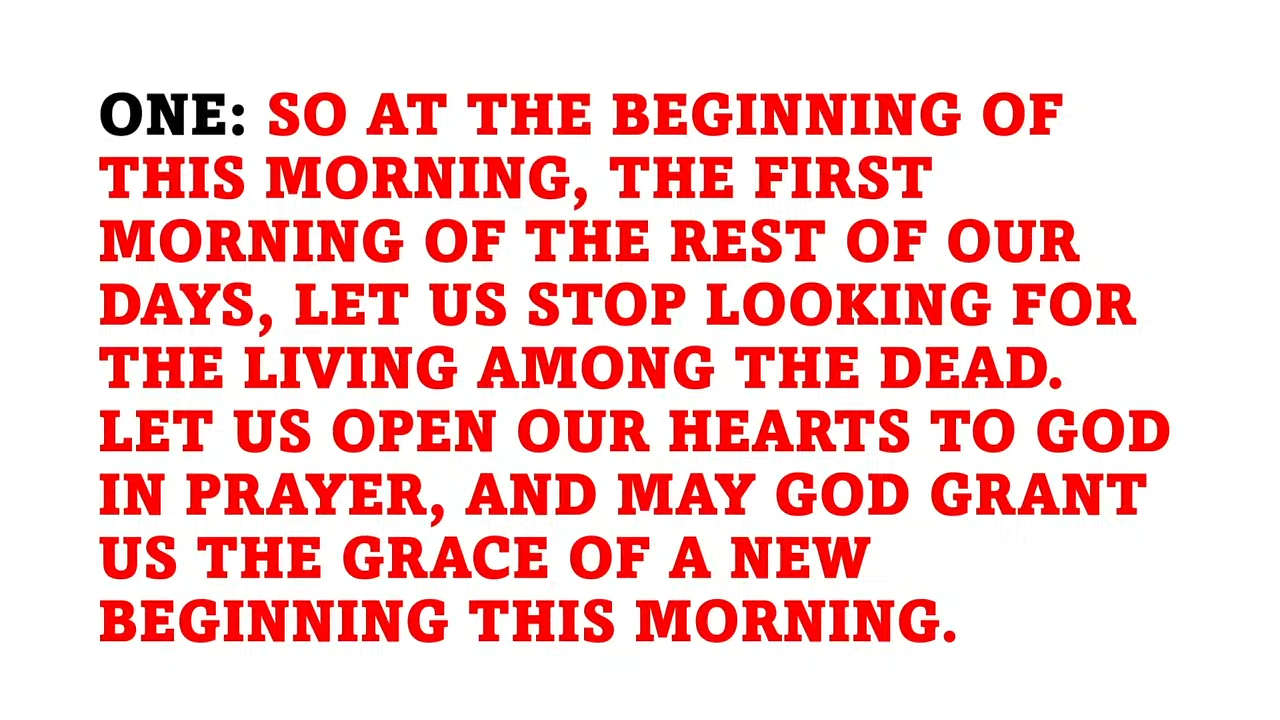 ONE: SO AT THE BEGINNING OF
THIS MORNING, THE FIRST
MORNING OF THE REST OF OUR
DAYS, LET US STOP LOOKING FOR
THE LIVING AMONG THE DEAD.
LET US OPEN OUR HEARTS TO GOD
IN PRAYER, AND MAY GOD GRANT
US THE GRACE OF A NEW
BEGINNING THIS MORNING.